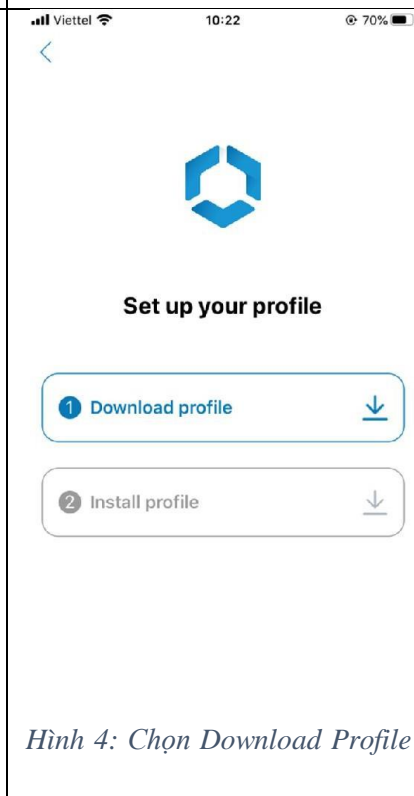 Viettel 10:22 70%
Set up your profile
1 Download profile
2 Install profile
Hình 4: Chọn Download Profile